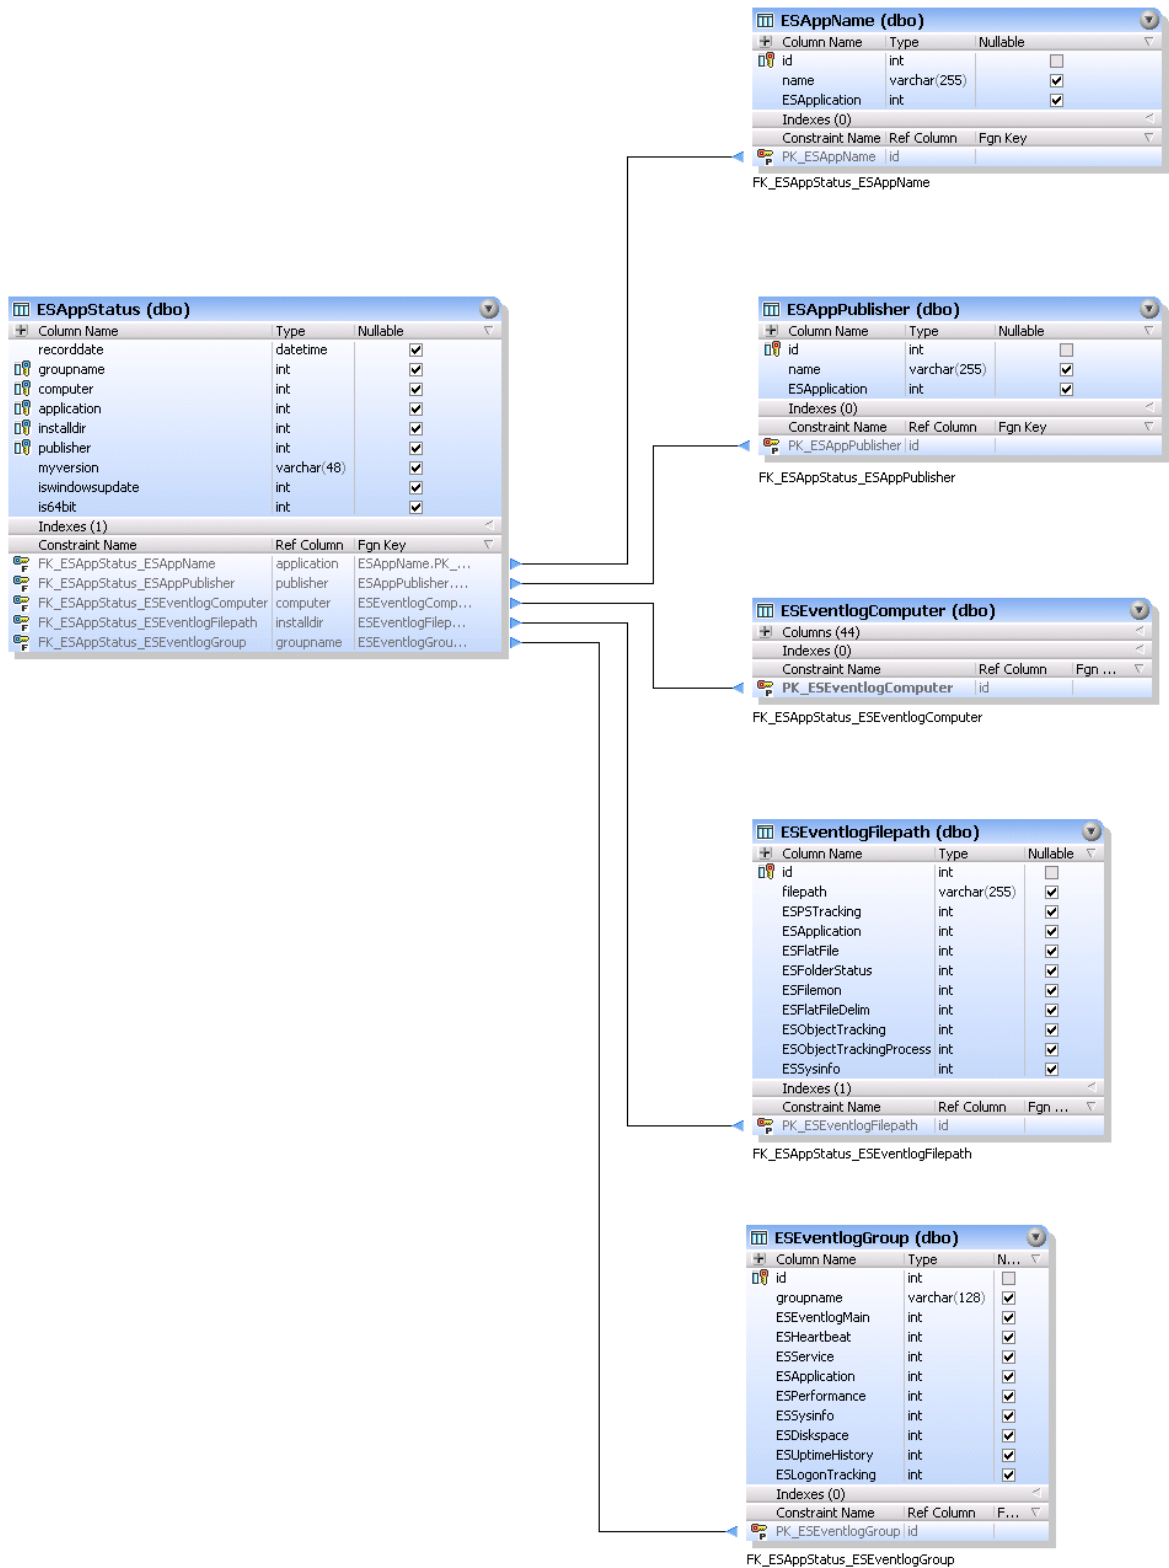 ESAppName (dbo)
Column Name Type Nullable
id int
name varchar(255)
ESApplication int
Indexes (0)
Constraint Name Ref Column Fgn Key
PK_ESAppName id
FK_ESAppStatus_ESAppName
ESAppStatus (dbo)
Column Name Type Nullable
recorddate datetime
groupname int
computer int
application int
installdir int
publisher int
myversion varchar(48)
iswindowsupdate int
is64bit int
Indexes (1)
Constraint Name Ref Column Fgn Key
FK_ESAppStatus_ESAppName application ESAppName.PK_...
FK_ESAppStatus_ESAppPublisher publisher ESAppPublisher....
FK_ESAppStatus_ESEventlogComputer computer ESEventlogComp...
FK_ESAppStatus_ESEventlogFilepath installdir ESEventlogFilep...
FK_ESAppStatus_ESEventlogGroup groupname ESEventlogGrou...
ESAppPublisher (dbo)
Column Name Type Nullable
id int
name varchar(255)
ESApplication int
Indexes (0)
Constraint Name Ref Column Fgn Key
PK_ESAppPublisher id
FK_ESAppStatus_ESAppPublisher
ESEventlogComputer (dbo)
Columns (44)
Indexes (0)
Constraint Name Ref Column Fgn ...
PK_ESEventlogComputer id
FK_ESAppStatus_ESEventlogComputer
ESEventlogFilepath (dbo)
Column Name Type Nullable
id int
filepath varchar(255)
ESPSTracking int
ESApplication int
ESFlatFile int
ESFolderStatus int
ESFilemon int
ESFlatFileDelim int
ESObjectTracking int
ESObjectTrackingProcess int
ESSysinfo int
Indexes (1)
Constraint Name Ref Column Fgn ...
PK_ESEventlogFilepath id
FK_ESAppStatus_ESEventlogFilepath
ESEventlogGroup (dbo)
Column Name Type N...
id int
groupname varchar(128)
ESEventlogMain int
ESHeartbeat int
ESService int
ESApplication int
ESPerformance int
ESSysinfo int
ESDiskspace int
ESUptimeHistory int
ESLogonTracking int
Indexes (0)
Constraint Name Ref Column F...
PK_ESEventlogGroup id
FK_ESAppStatus_ESEventlogGroup